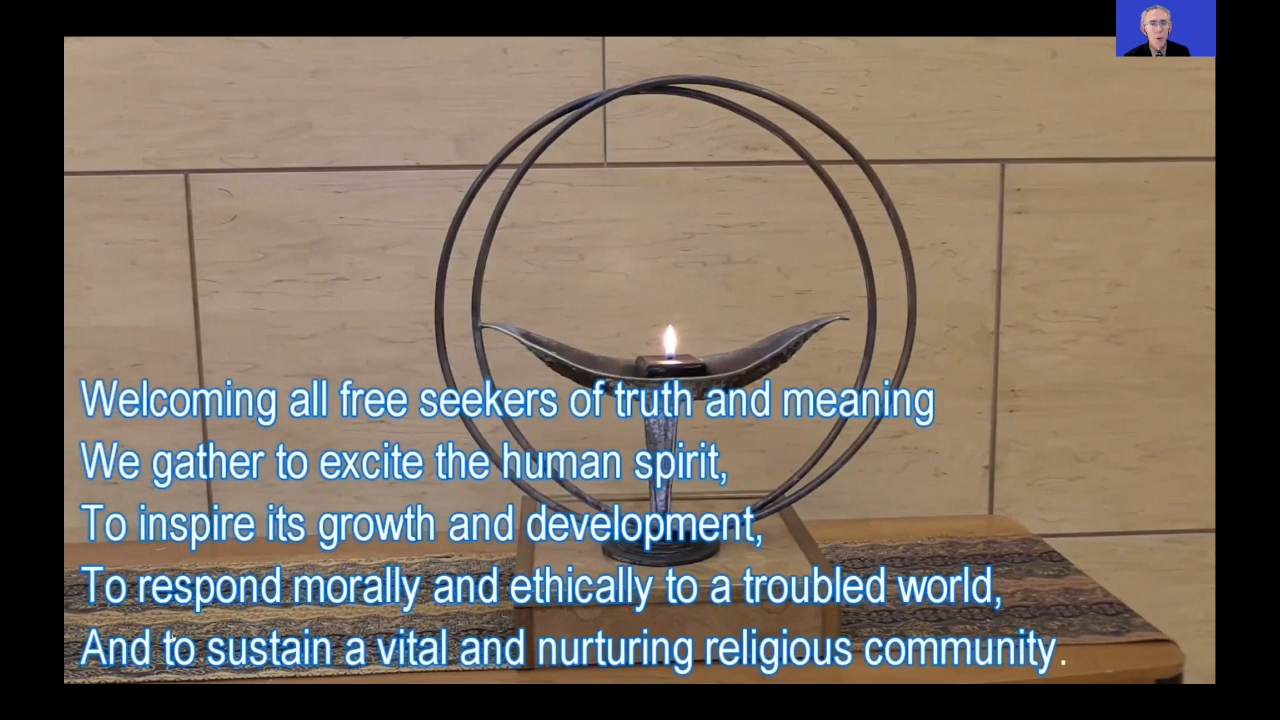 Welcoming all free seekers of truth and meaning
We gather to excite the human spirit,
To inspire its growth and development,
To respond morally and ethically to a troubled world,
And to sustain a vital and nurturing religious community.